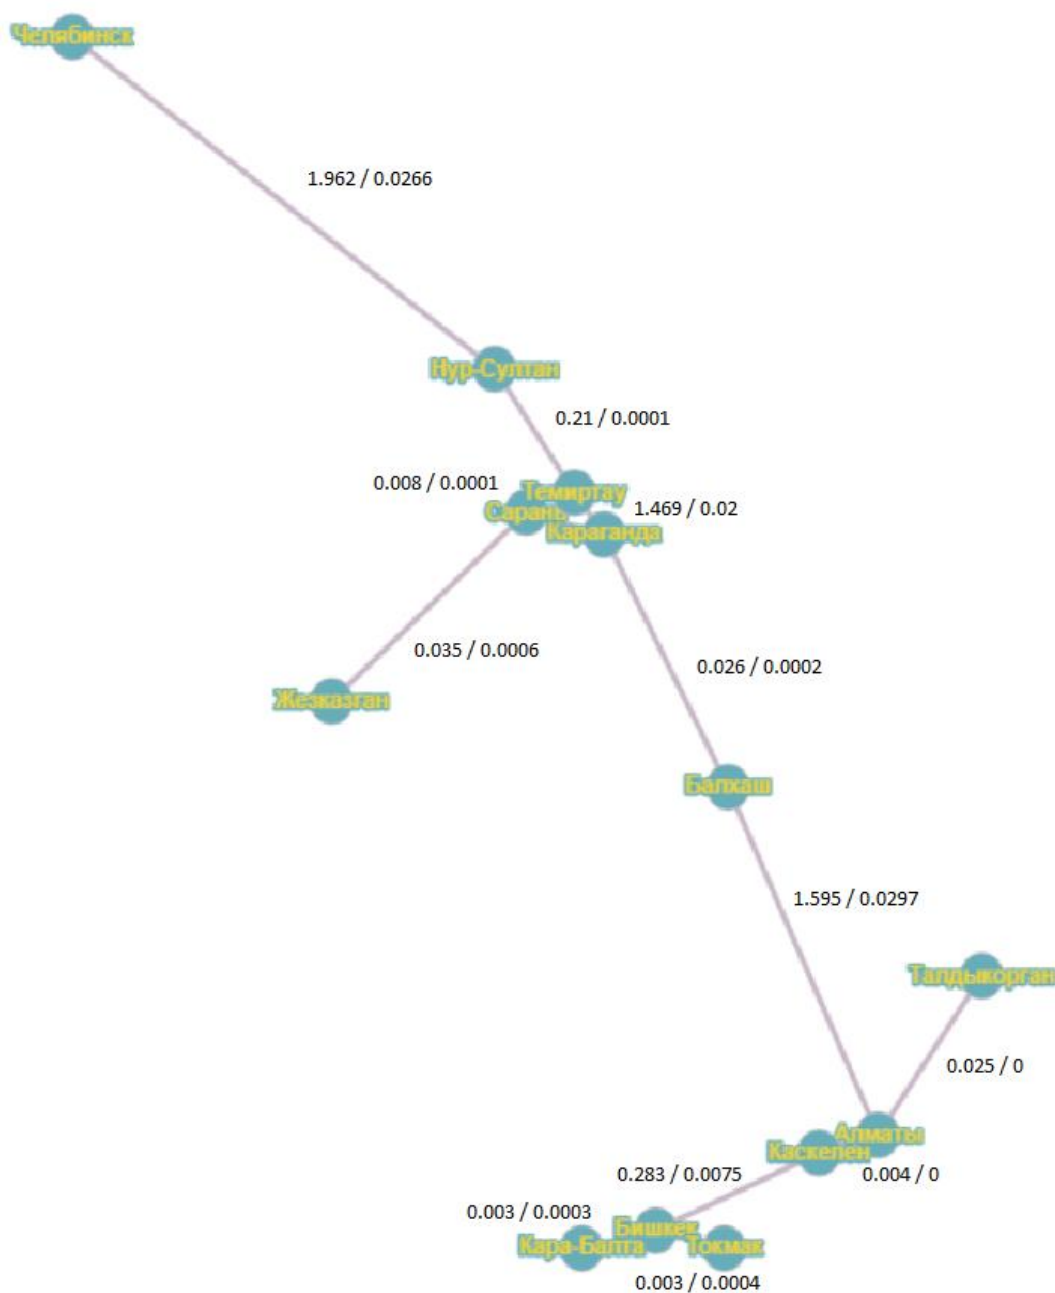 Челябинск
1.962 / 0.0266
Нур-Султан
0.21 / 0.0001
0.008 / 0.0001
Темиртау
Сарань
1.469 / 0.02
Караганда
0.035 / 0.0006
0.026 / 0.0002
Жезказган
Балхаш
1.595 / 0.0297
Талдыкорган
0.025 / 0
Алматы
Каскелен
0.283 / 0.0075
0.004 / 0
0.003 / 0.0003
Бишкек
Кара-Балта
Токмак
0.003 / 0.0004